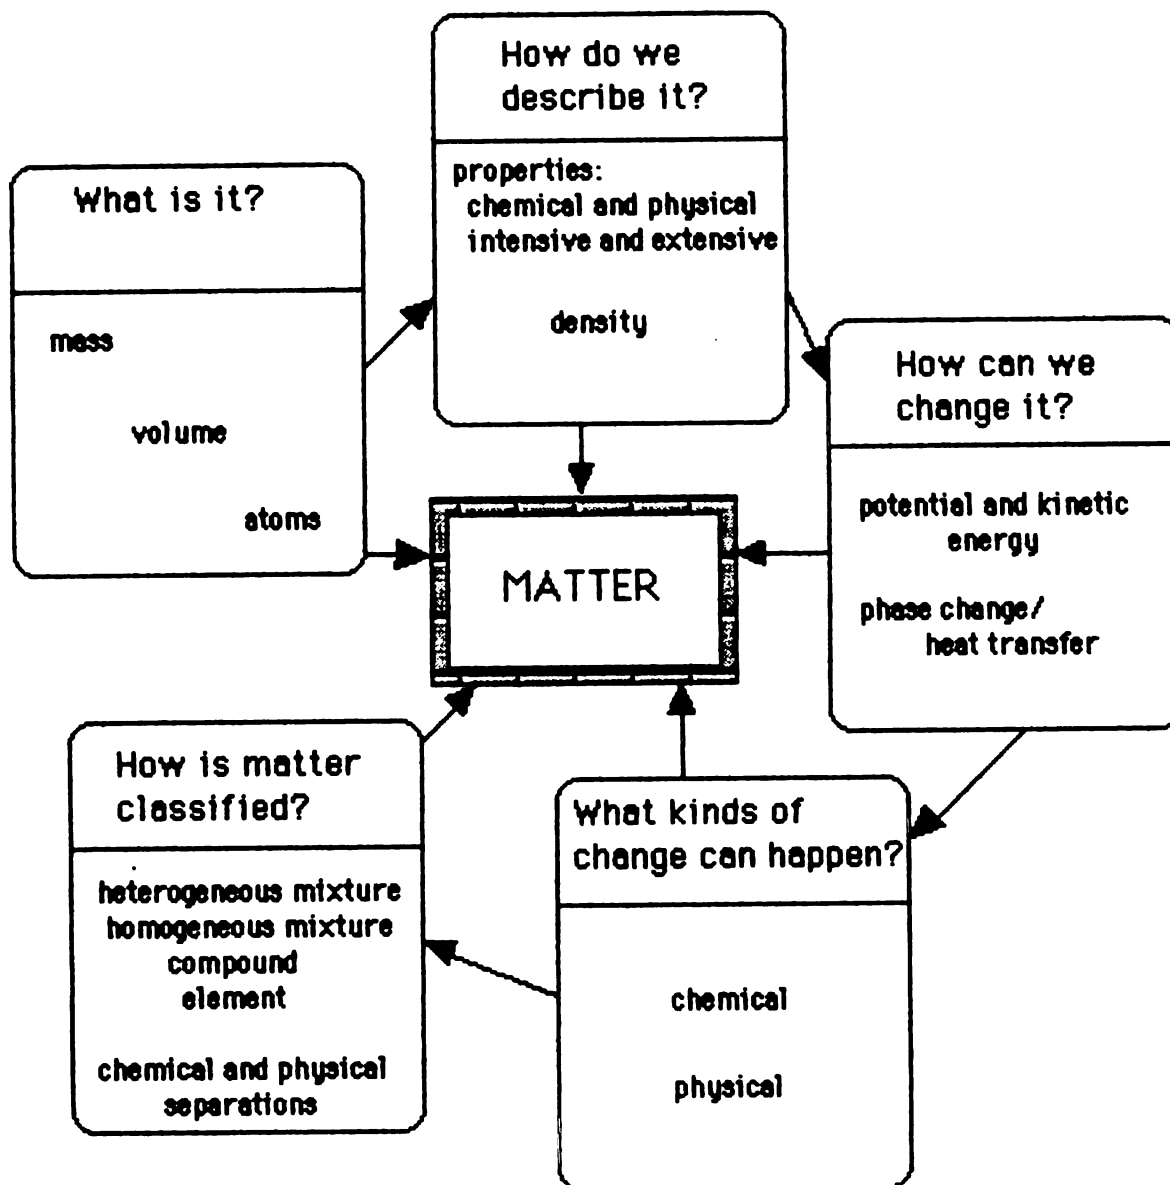 What is it?
mass
volume
atoms
How do we
describe it?
properties:
chemical and physical
intensive and extensive
density
How can we
change it?
potential and kinetic
energy
phase change/
heat transfer
What kinds of
change can happen?
chemical
physical
How is matter
classified?
heterogeneous mixture
homogeneous mixture
compound
element
chemical and physical
separations
MATTER